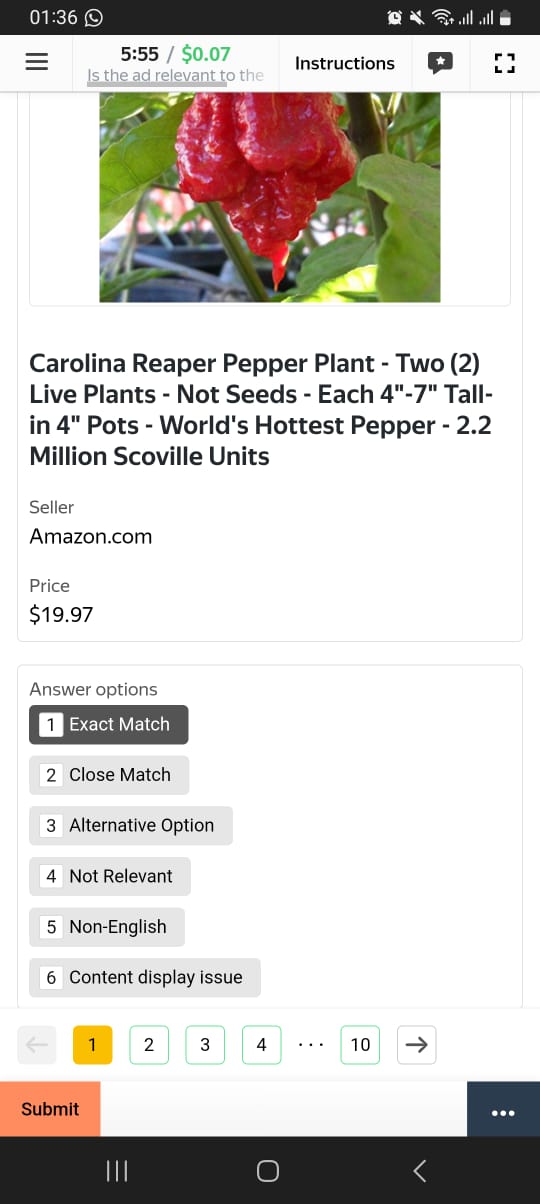 01:36
5:55 / $0.07
Is the ad relevant to the
Instructions
Carolina Reaper Pepper Plant - Two (2)
Live Plants - Not Seeds - Each 4"-7" Tall-
in 4" Pots - World's Hottest Pepper - 2.2
Million Scoville Units
Seller
Amazon.com
Price
$19.97
Answer options
1 Exact Match
2 Close Match
3 Alternative Option
4 Not Relevant
5 Non-English
6 Content display issue
1 2 3 4 ... 10
Submit